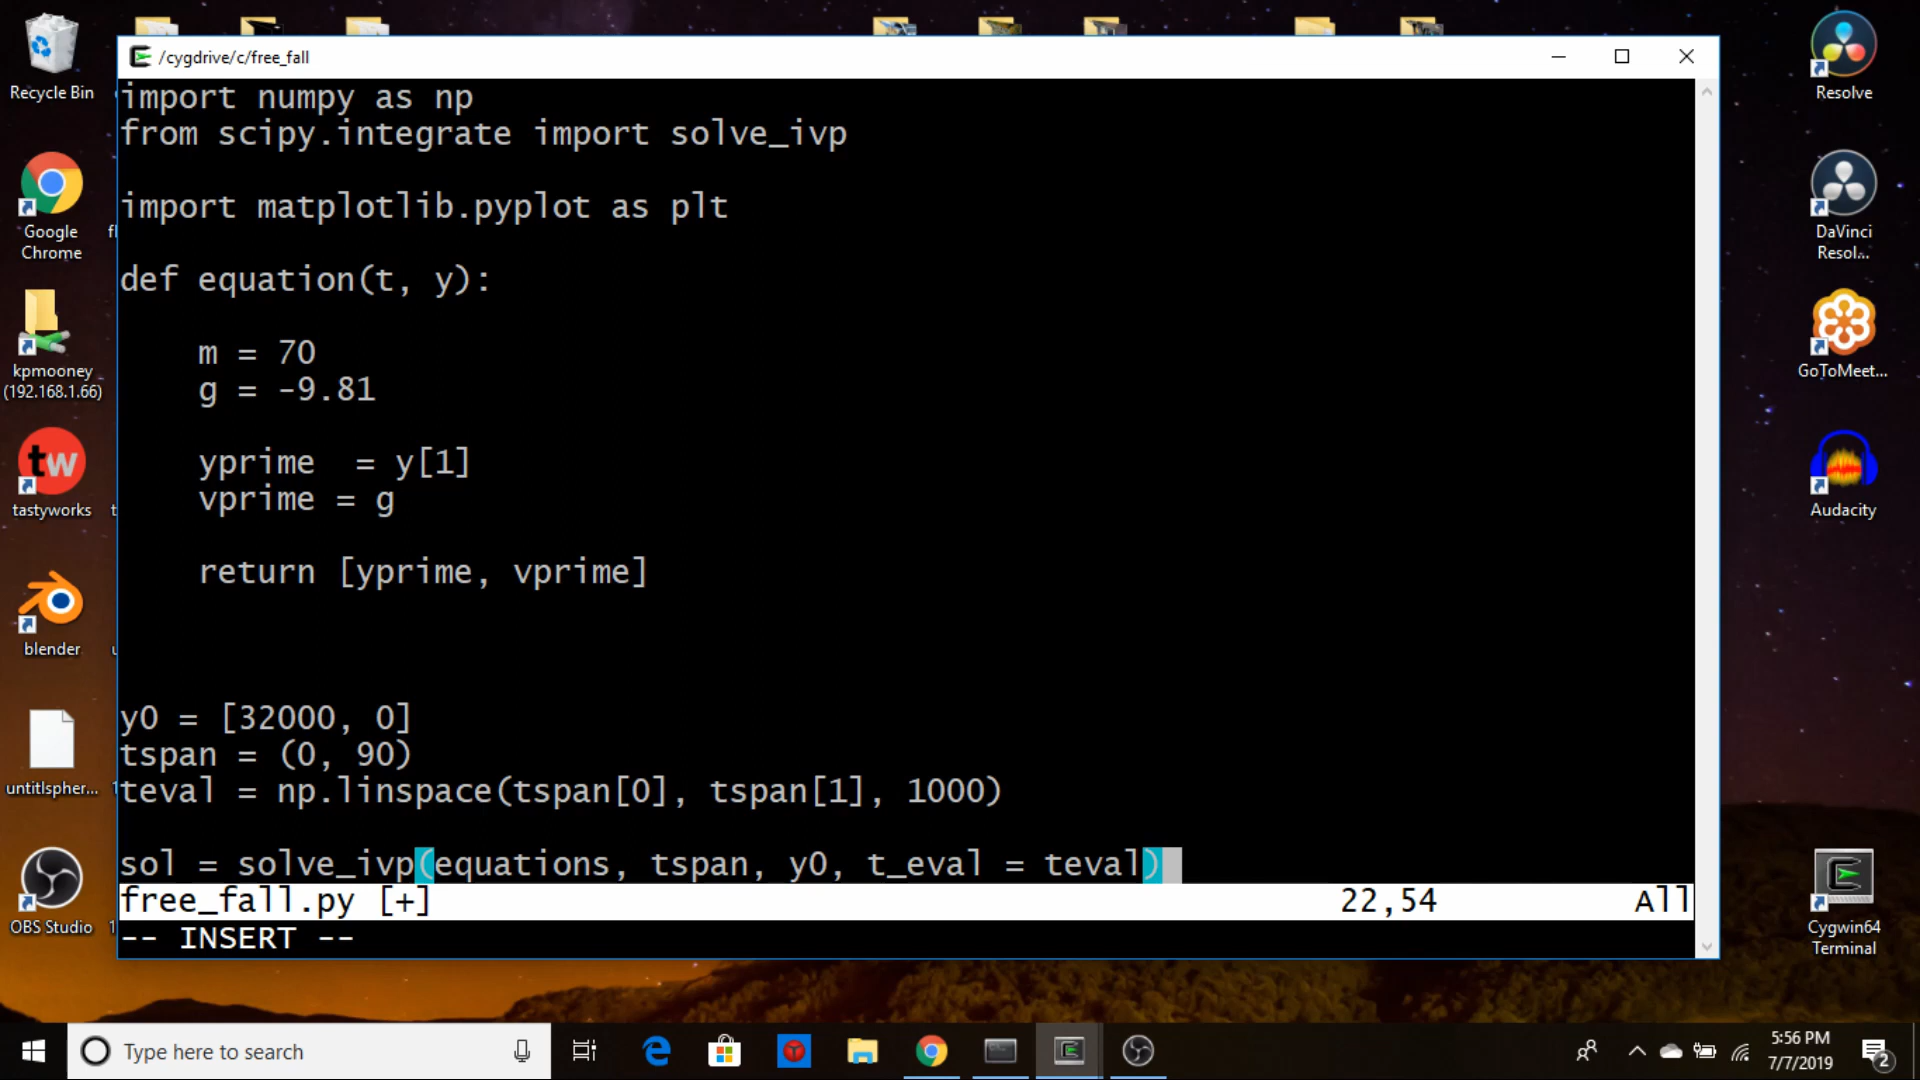 Recycle Bin
Google
Chrome
kpmooney
(192.168.1.66)
tw
tastyworks
blender
untitlspher...
OBS Studio
/cygdrive/c/free_fall
import numpy as np
from scipy.integrate import solve_ivp
import matplotlib.pyplot as plt
def equation(t, y):
m = 70
g = -9.81
yprime  = y[1]
vprime = g
return [yprime, vprime]
y0 = [32000, 0]
tspan = (0, 90)
teval = np.linspace(tspan[0], tspan[1], 1000)
sol = solve_ivp(equations, tspan, y0, t_eval = teval)
free_fall.py [+] 22,54 All
-- INSERT --
Resolve
DaVinci
Resol...
GoToMeet...
Audacity
Cygwin64
Terminal
Type here to search
5:56 PM
7/7/2019
2